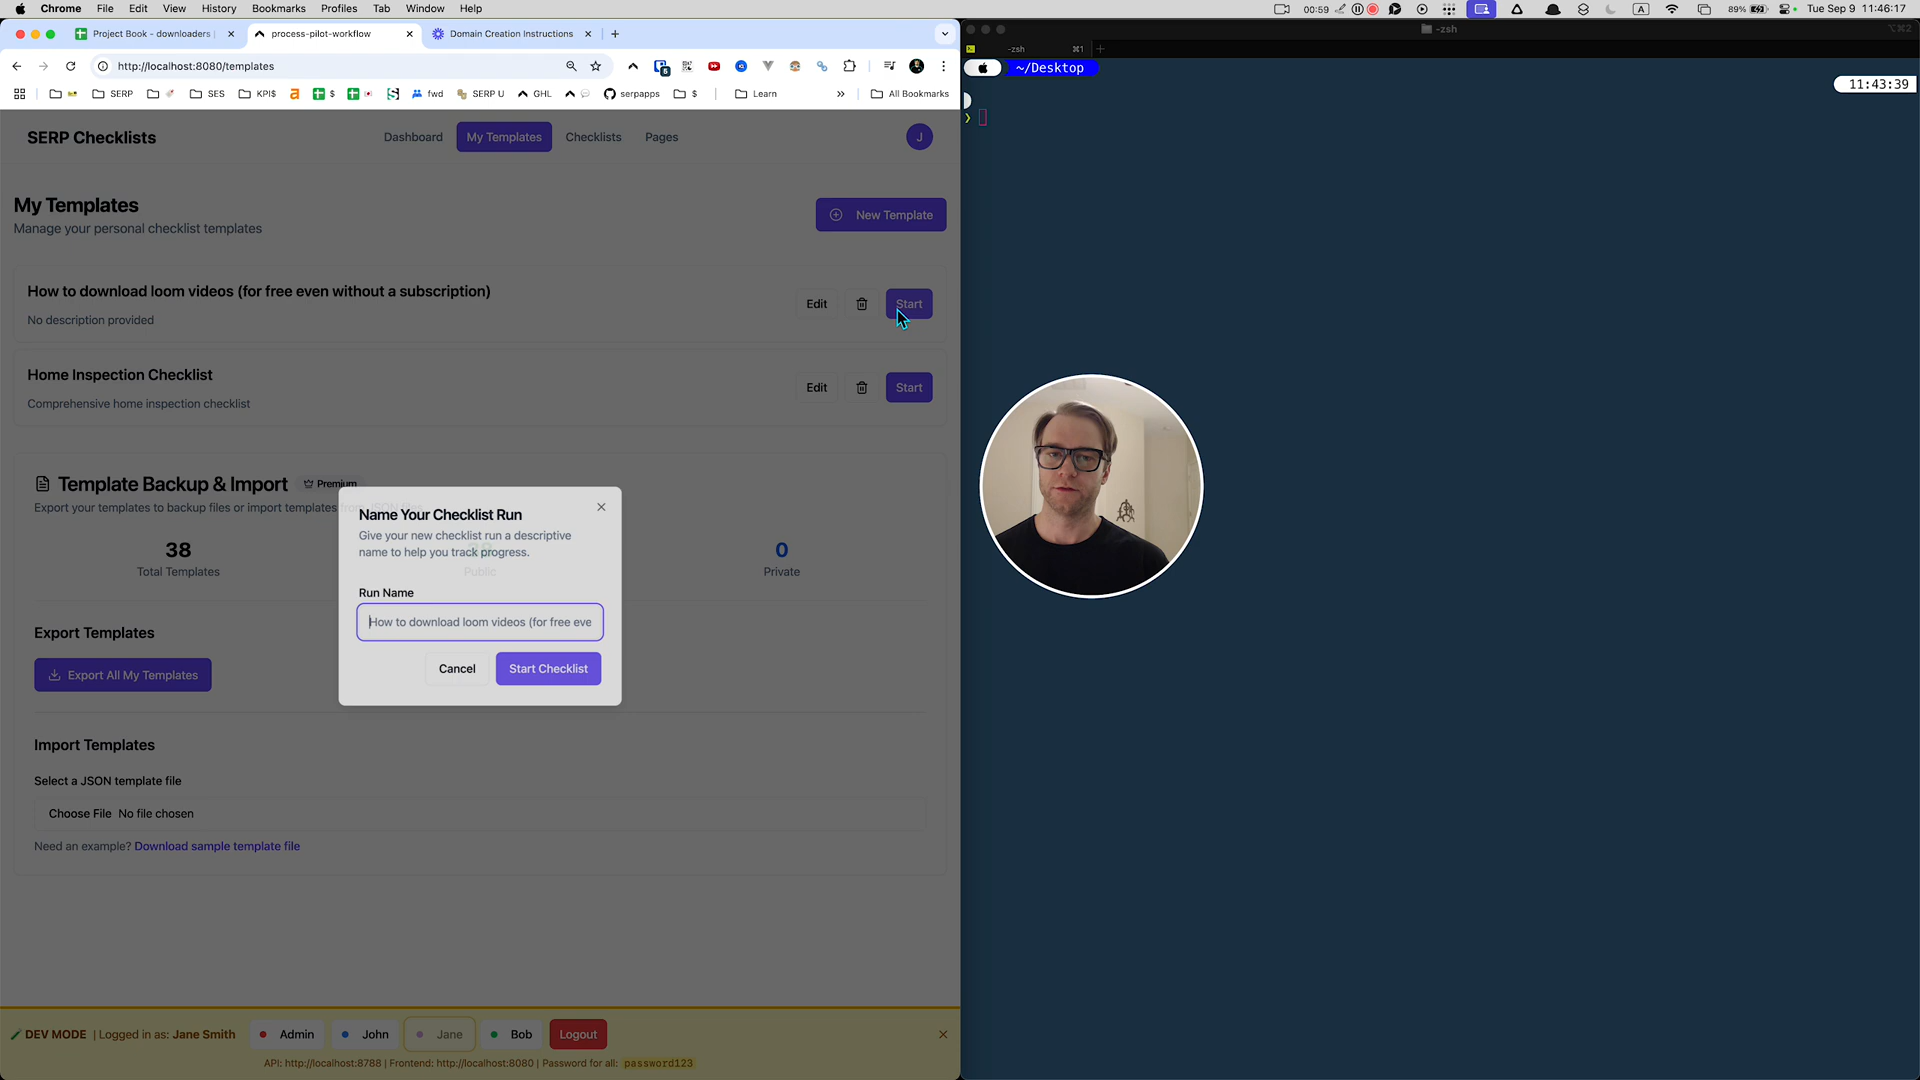 Chrome File Edit View History Bookmarks Profiles Tab Window Help
00:59 A 89% Tue Sep 9 11:46:17
Project Book - downloaders
process-pilot-workflow
Domain Creation Instructions
http://localhost:8080/templates
SERP SES KPI$ $ fwd SERP U GHL serpapps $ Learn » All Bookmarks
SERP Checklists
Dashboard My Templates Checklists Pages J
My Templates
Manage your personal checklist templates
New Template
How to download loom videos (for free even without a subscription)
No description provided
Edit Start
Home Inspection Checklist
Comprehensive home inspection checklist
Edit Start
Template Backup & Import Premium
Export your templates to backup files or import templates
38
Total Templates
Public
0
Private
Name Your Checklist Run
Give your new checklist run a descriptive
name to help you track progress.
Run Name
How to download loom videos (for free eve
Cancel Start Checklist
Export Templates
Export All My Templates
Import Templates
Select a JSON template file
Choose File No file chosen
Need an example? Download sample template file
DEV MODE | Logged in as: Jane Smith Admin John Jane Bob Logout
API: http://localhost:8788 | Frontend: http://localhost:8080 | Password for all: password123
-zsh ⌥⌘2
-zsh ⌘1
~/Desktop
11:43:39
❯